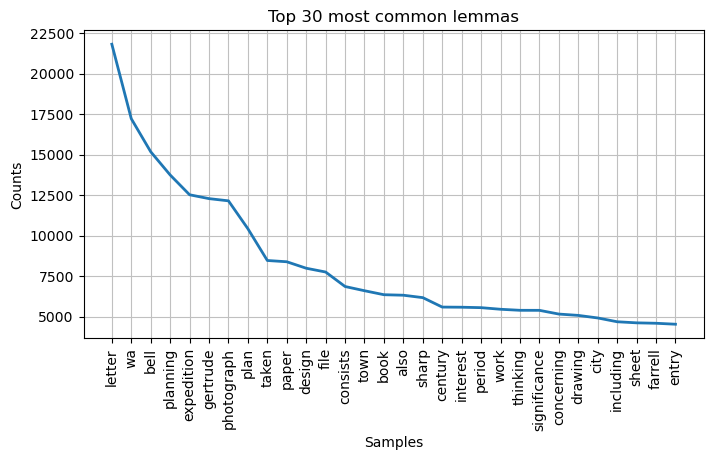 Top 30 most common lemmas
22500
20000
17500
15000
12500
10000
7500
5000
Counts
letter
wa
bell
planning
expedition
gertrude
photograph
plan
taken
paper
design
file
consists
town
book
also
sharp
century
interest
period
work
thinking
significance
concerning
drawing
city
including
sheet
farrell
entry
Samples